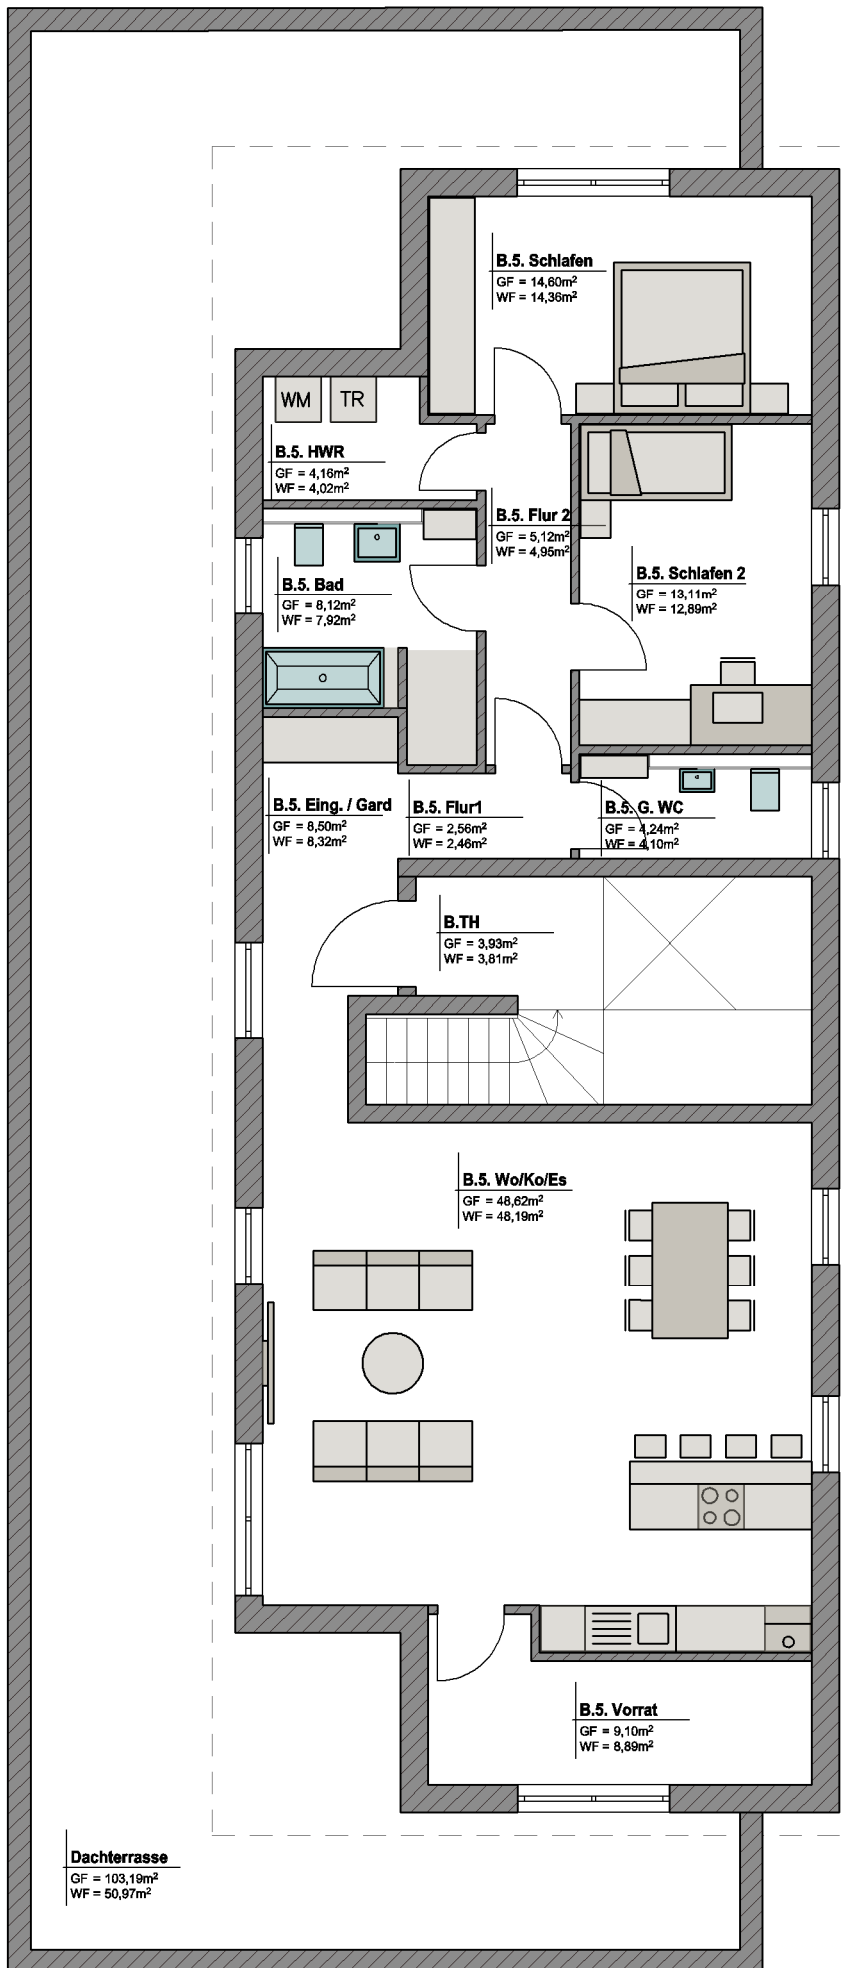 B.5. Schlafen
GF = 14,60m²
WF = 14,36m²
WM TR
B.5. HWR
GF = 4,16m²
WF = 4,02m²
B.5. Flur 2
GF = 5,12m²
WF = 4,95m²
B.5. Bad
GF = 8,12m²
WF = 7,92m²
B.5. Schlafen 2
GF = 13,11m²
WF = 12,89m²
B.5. Eing. / Gard
GF = 8,50m²
WF = 8,32m²
B.5. Flur1
GF = 2,56m²
WF = 2,46m²
B.5. G. WC
GF = 4,24m²
WF = 4,10m²
B.TH
GF = 3,93m²
WF = 3,81m²
B.5. Wo/Ko/Es
GF = 48,62m²
WF = 48,19m²
B.5. Vorrat
GF = 9,10m²
WF = 8,89m²
Dachterrasse
GF = 103,19m²
WF = 50,97m²